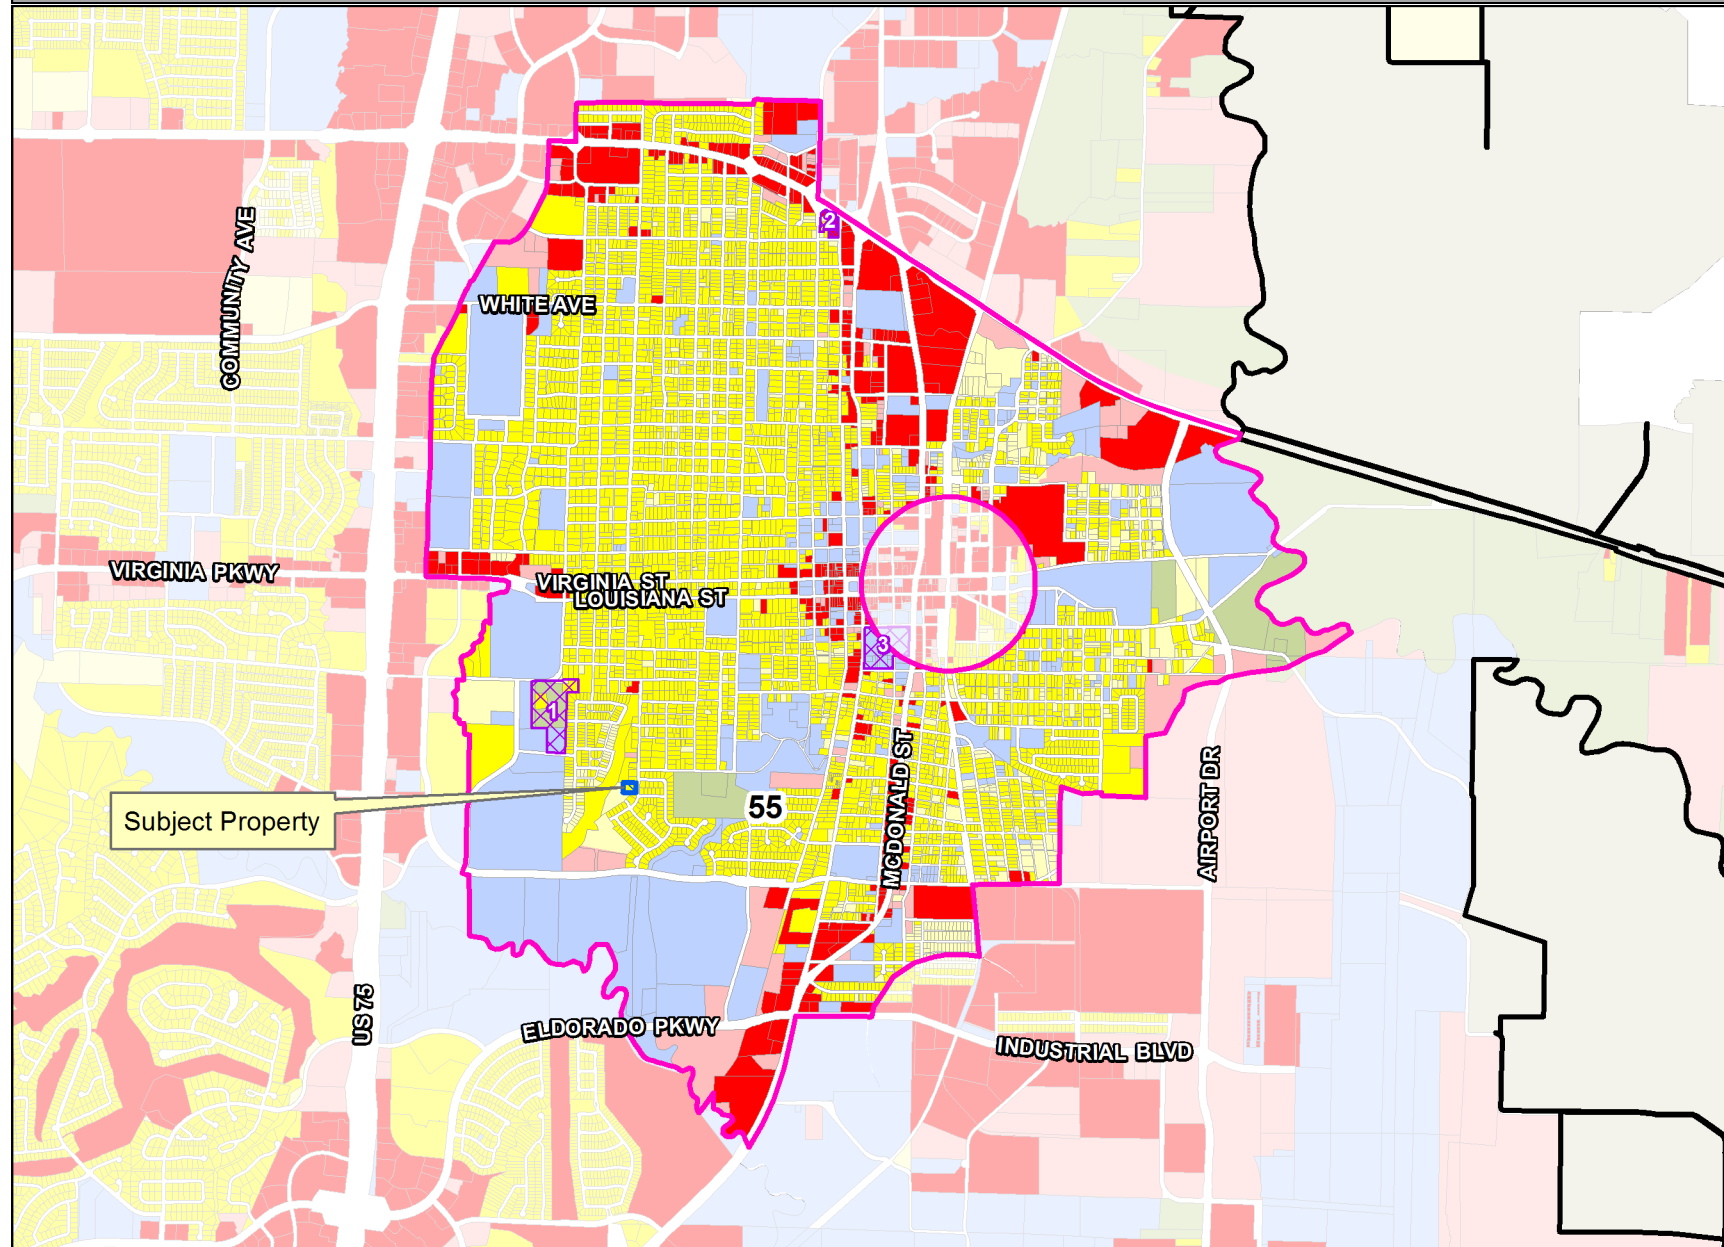 2
COMMUNITY AVE
WHITE AVE
VIRGINIA PKWY
VIRGINIA ST
LOUISIANA ST
3
1
Subject Property
55
MCDONALD ST
AIRPORT DR
US 75
ELDORADO PKWY
INDUSTRIAL BLVD